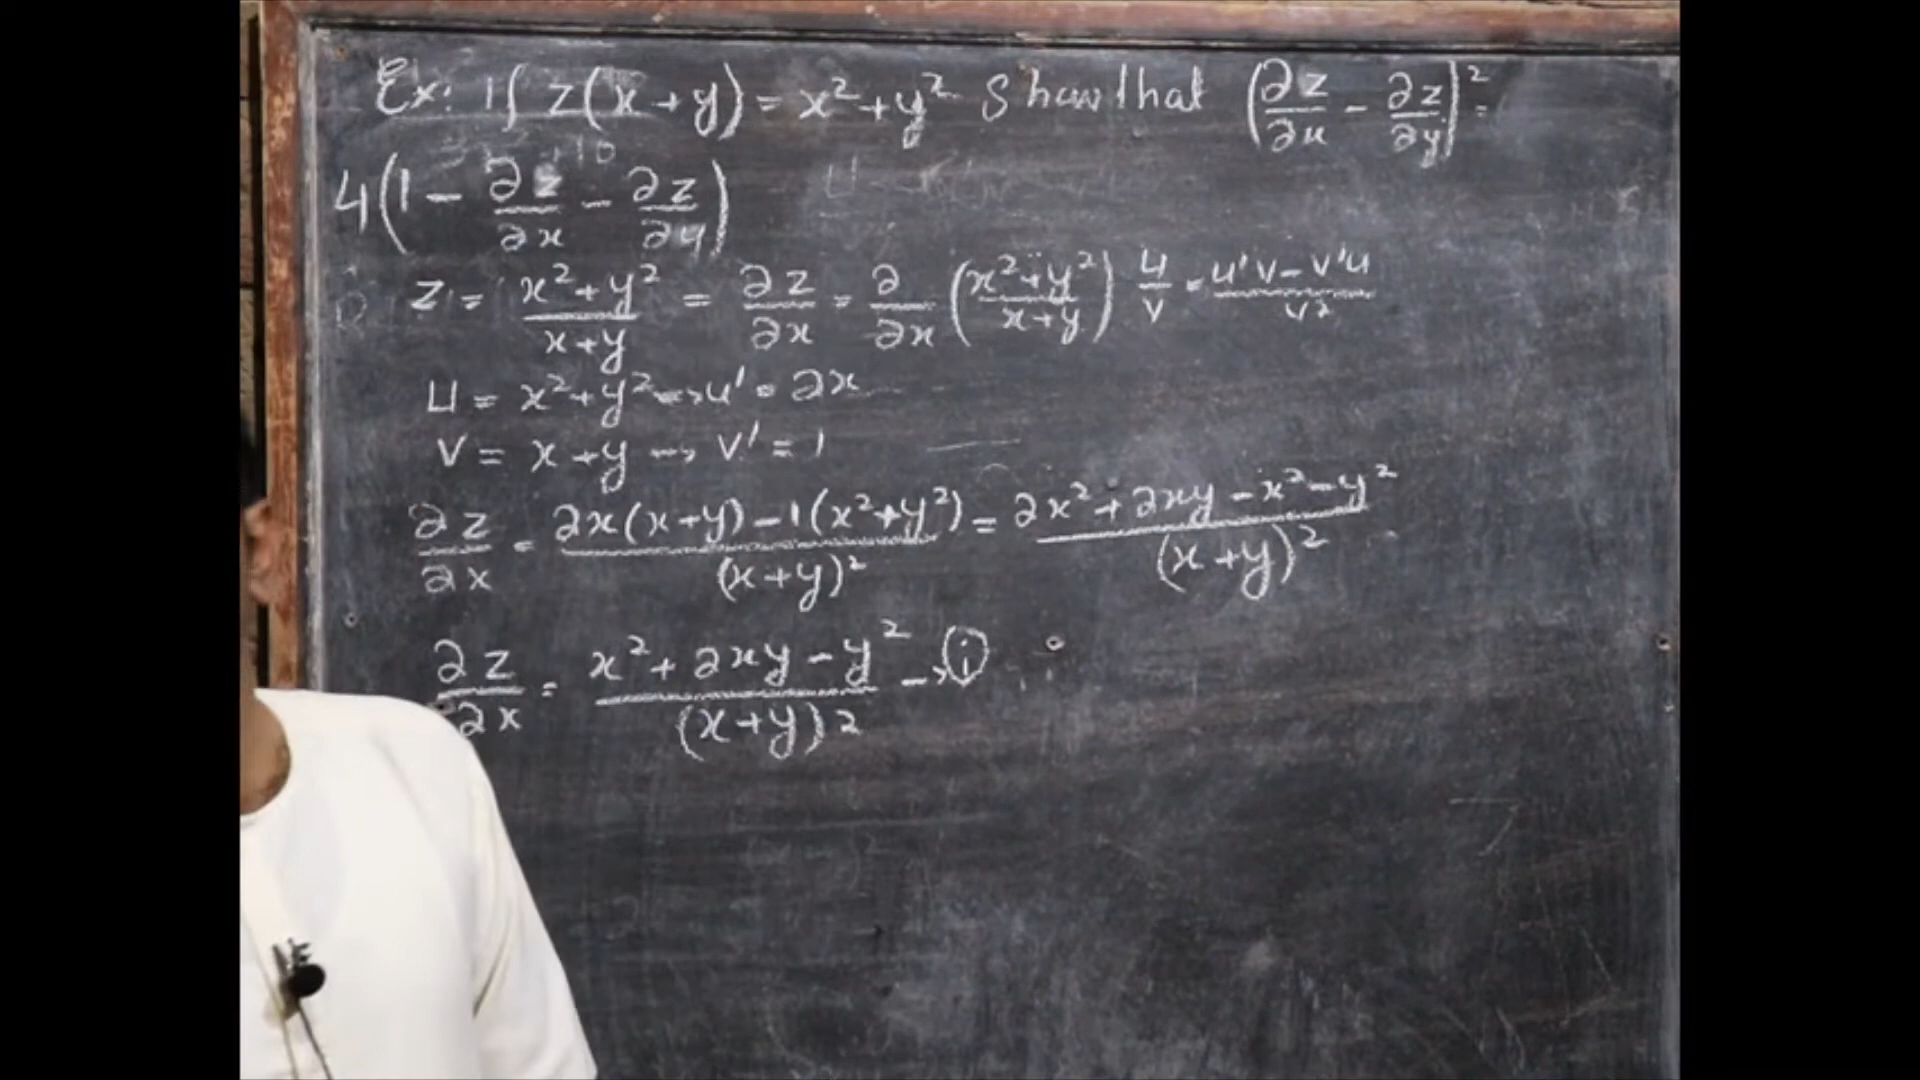 Ex: If z(x+y) = x²+y² Show that (∂z/∂x - ∂z/∂y)² =
4(1 - ∂z/∂x - ∂z/∂y)
z = x²+y²/x+y = ∂z/∂x = ∂/∂x (x²+y²/x+y) u/v = u'v-v'u/v²
u = x²+y² → u' = 2x
v = x+y → v' = 1
∂z/∂x = 2x(x+y)-1(x²+y²)/(x+y)² = 2x²+2xy-x²-y²/(x+y)²
∂z/∂x = x²+2xy-y²/(x+y)² → ⓘ